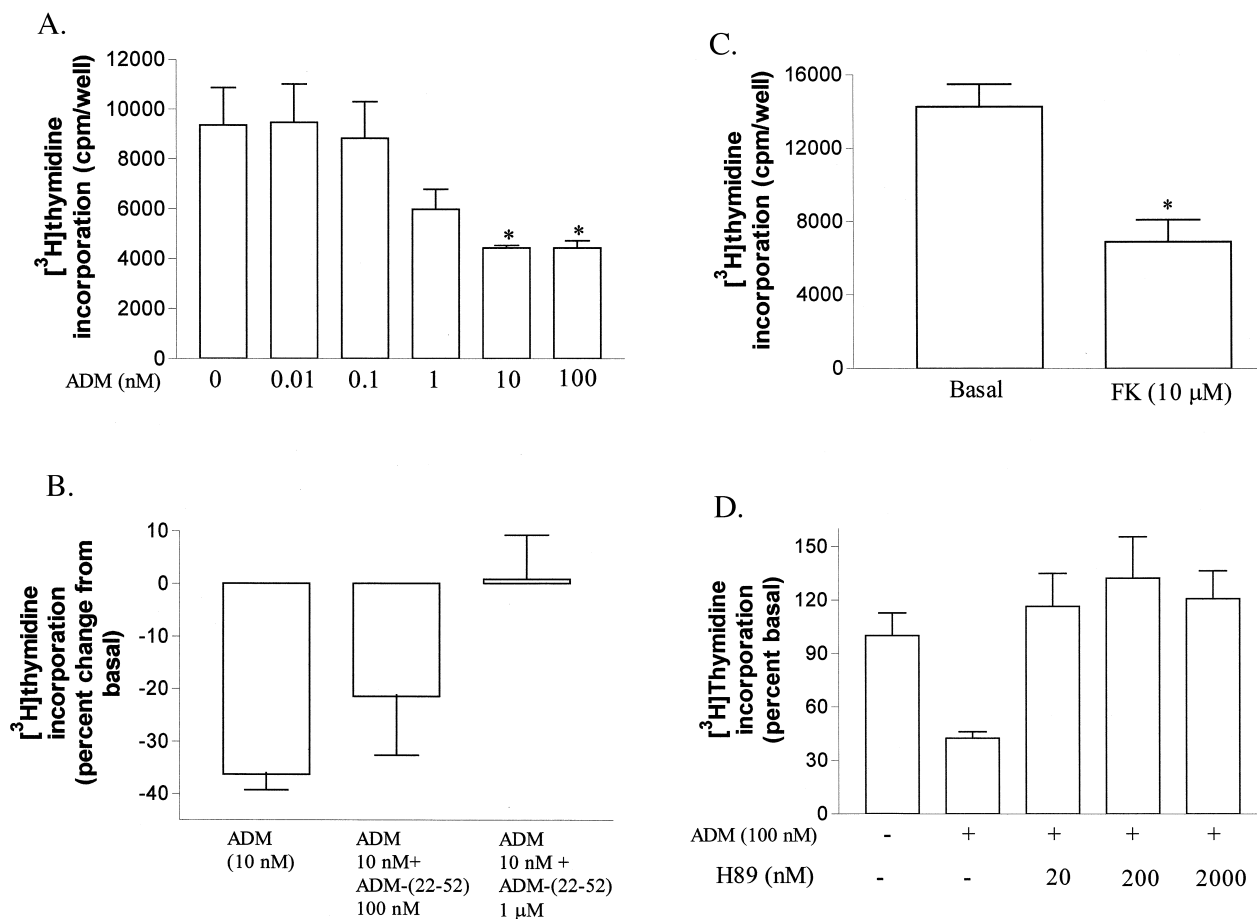 A.
[3H]thymidine
incorporation (cpm/well)
12000
10000
8000
6000
4000
2000
0
* *
ADM (nM) 0 0.01 0.1 1 10 100
C.
[3H]thymidine
incorporation (cpm/well)
16000
12000
8000
4000
0
*
Basal FK (10 μM)
B.
[3H]thymidine
incorporation
(percent change from
basal)
10
0
-10
-20
-30
-40
ADM
(10 nM)
ADM
10 nM+
ADM-(22-52)
100 nM
ADM
10 nM +
ADM-(22-52)
1 μM
D.
[3H]Thymidine
incorporation
(percent basal)
150
120
90
60
30
0
ADM (100 nM) - + + + +
H89 (nM) - - 20 200 2000